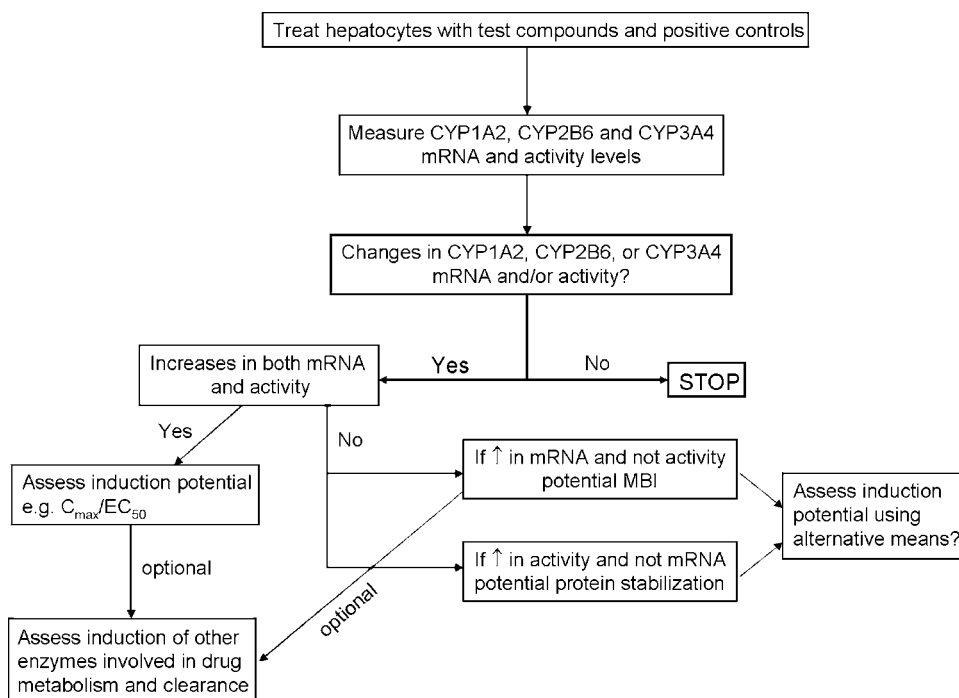 Treat hepatocytes with test compounds and positive controls
Measure CYP1A2, CYP2B6 and CYP3A4
mRNA and activity levels
Changes in CYP1A2, CYP2B6, or CYP3A4
mRNA and/or activity?
Yes
No
STOP
Increases in both mRNA
and activity
Yes
No
Assess induction potential
e.g. Cmax/EC50
If ↑ in mRNA and not activity
potential MBI
Assess induction
potential using
alternative means?
If ↑ in activity and not mRNA
potential protein stabilization
optional
optional
Assess induction of other
enzymes involved in drug
metabolism and clearance